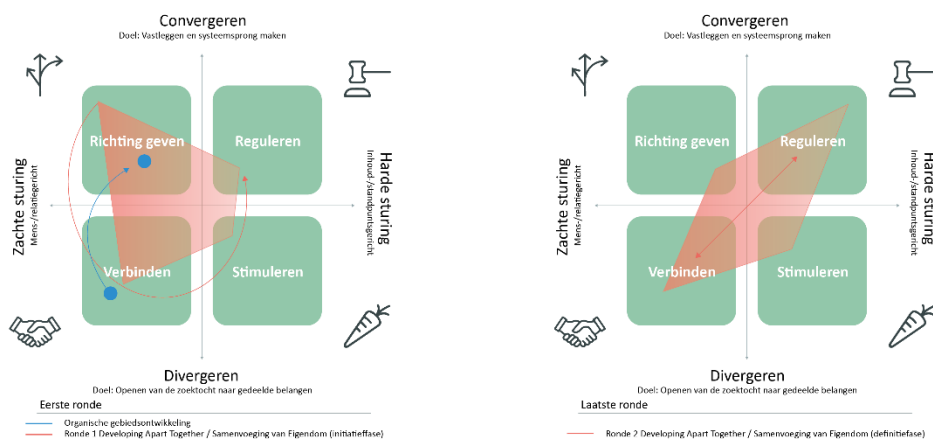 Convergeren
Doel: Vastleggen en systeemsprong maken
Richting geven
Reguleren
Zachte sturing
Mens-/relatiegericht
Harde sturing
Inhoud-/standpuntsgericht
Verbinden
Stimuleren
Divergeren
Doel: Openen van de zoektocht naar gedeelde belangen
Eerste ronde
Organische gebiedsontwikkeling
Ronde 1 Developing Apart Together / Samenvoeging van Eigendom (initiatieffase)
Convergeren
Doel: Vastleggen en systeemsprong maken
Richting geven
Reguleren
Zachte sturing
Mens-/relatiegericht
Harde sturing
Inhoud-/standpuntsgericht
Verbinden
Stimuleren
Divergeren
Doel: Openen van de zoektocht naar gedeelde belangen
Laatste ronde
Ronde 2 Developing Apart Together / Samenvoeging van Eigendom (definitiefase)